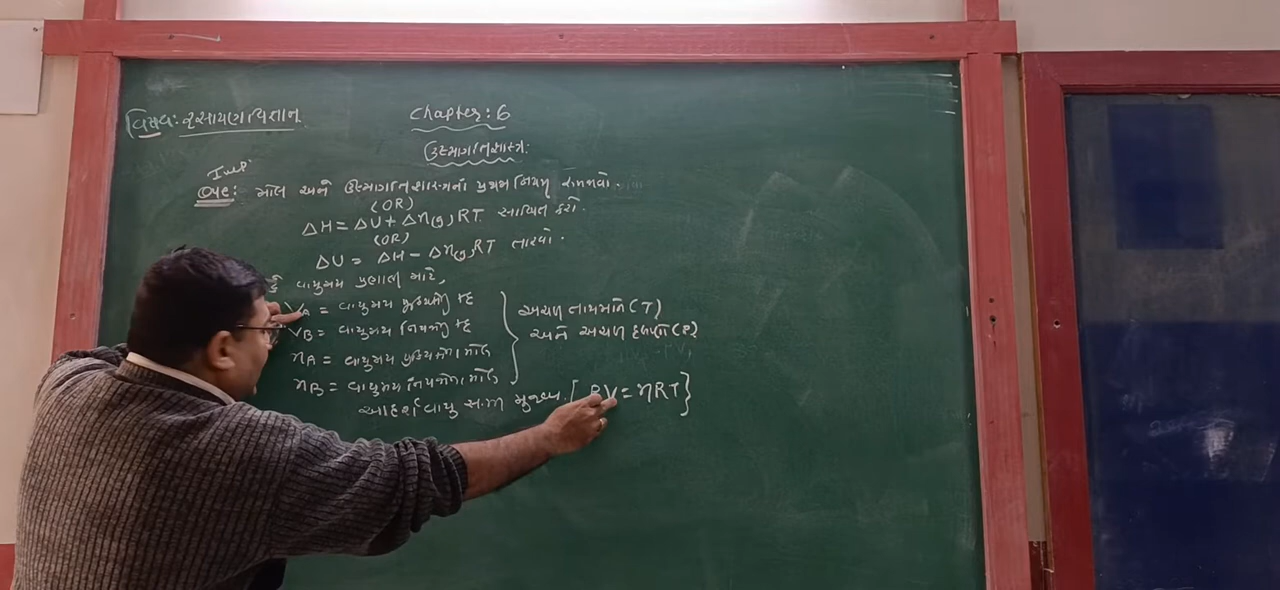 વિષય: રસાયણ વિજ્ઞાન
Chapter: 6
ઉષ્માગતિશાસ્ત્ર:
Imp
Que: મોલ અને ઉષ્માગતિશાસ્ત્રનો પ્રથમ નિયમ સમજાવો.
(OR)
ΔH = ΔU + Δn(g) RT સાબિત કરો.
(OR)
ΔU = ΔH - Δn(g) RT તારવો.
વાયુમય પ્રણાલી માટે,
VA = વાયુમય પ્રક્રિયકોનું કદ
VB = વાયુમય નિપજોનું કદ
nA = વાયુમય પ્રક્રિયકોના મોલ
nB = વાયુમય નિપજોના મોલ
અચળ તાપમાને (T)
અને અચળ દબાણ (P)
આદર્શ વાયુ સમી. મુજબ [PV = nRT}